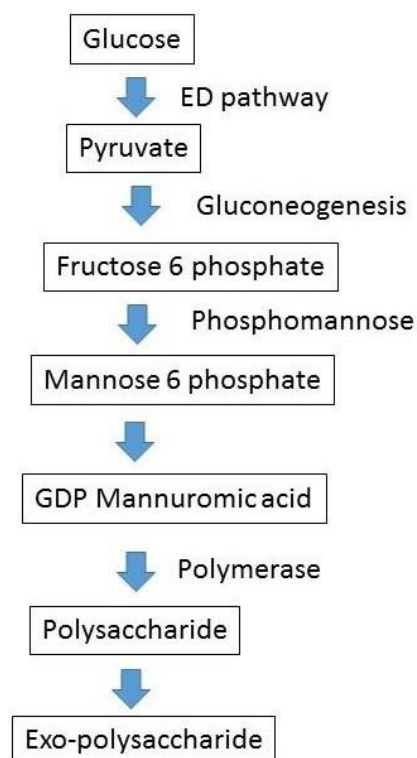 Glucose
ED pathway
Pyruvate
Gluconeogenesis
Fructose 6 phosphate
Phosphomannose
Mannose 6 phosphate
GDP Mannuromic acid
Polymerase
Polysaccharide
Exo-polysaccharide